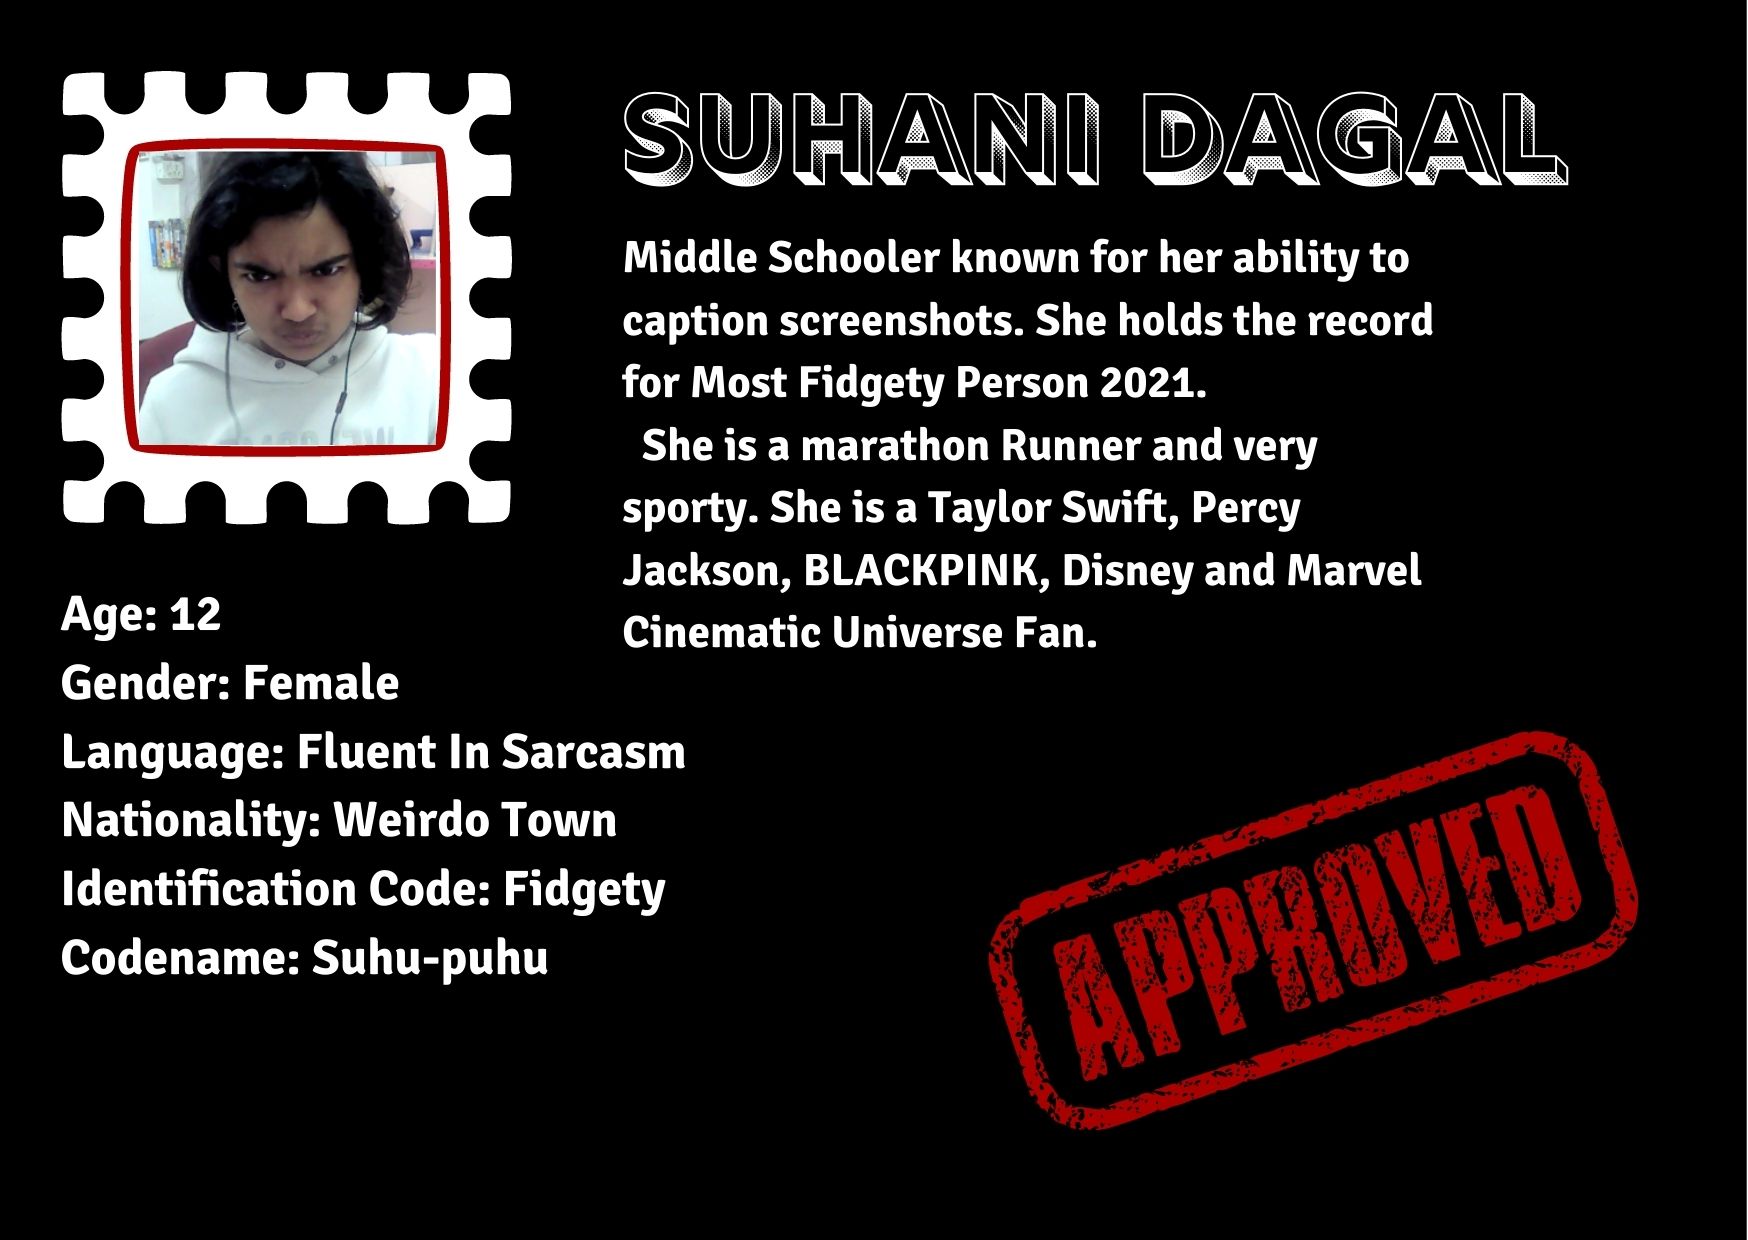 SUHANI DAGAL
Middle Schooler known for her ability to
caption screenshots. She holds the record
for Most Fidgety Person 2021.
She is a marathon Runner and very
sporty. She is a Taylor Swift, Percy
Jackson, BLACKPINK, Disney and Marvel
Cinematic Universe Fan.
Age: 12
Gender: Female
Language: Fluent In Sarcasm
Nationality: Weirdo Town
Identification Code: Fidgety
Codename: Suhu-puhu
APPROVED